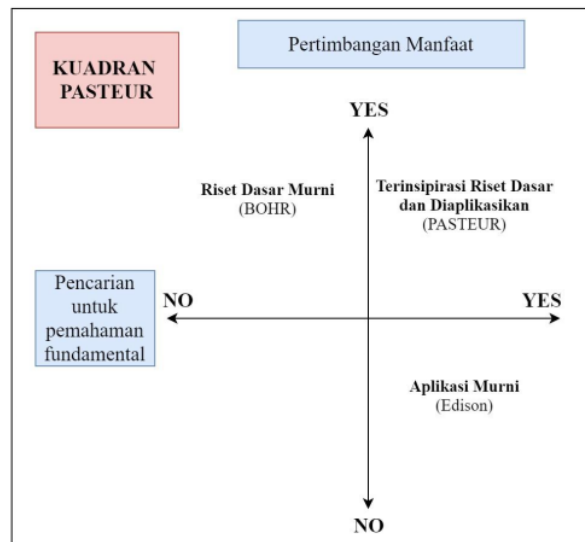 KUADRAN
PASTEUR
Pertimbangan Manfaat
YES
Riset Dasar Murni
(BOHR)
Terinsipirasi Riset Dasar
dan Diaplikasikan
(PASTEUR)
Pencarian
untuk
pemahaman
fundamental
NO
YES
Aplikasi Murni
(Edison)
NO